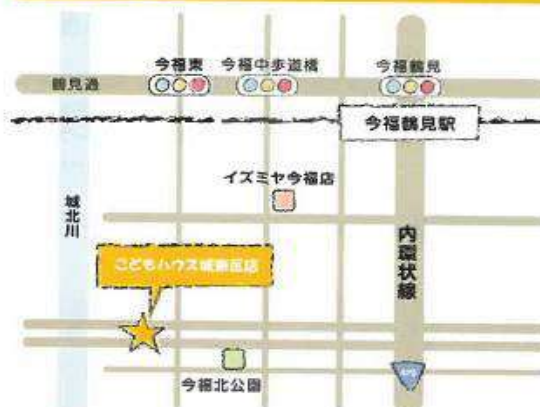 今福東
今福中歩道橋
今福鶴見
鶴見通
今福鶴見駅
イズミヤ今福店
城北川
こどもハウス城東区店
内環状線
今福北公園